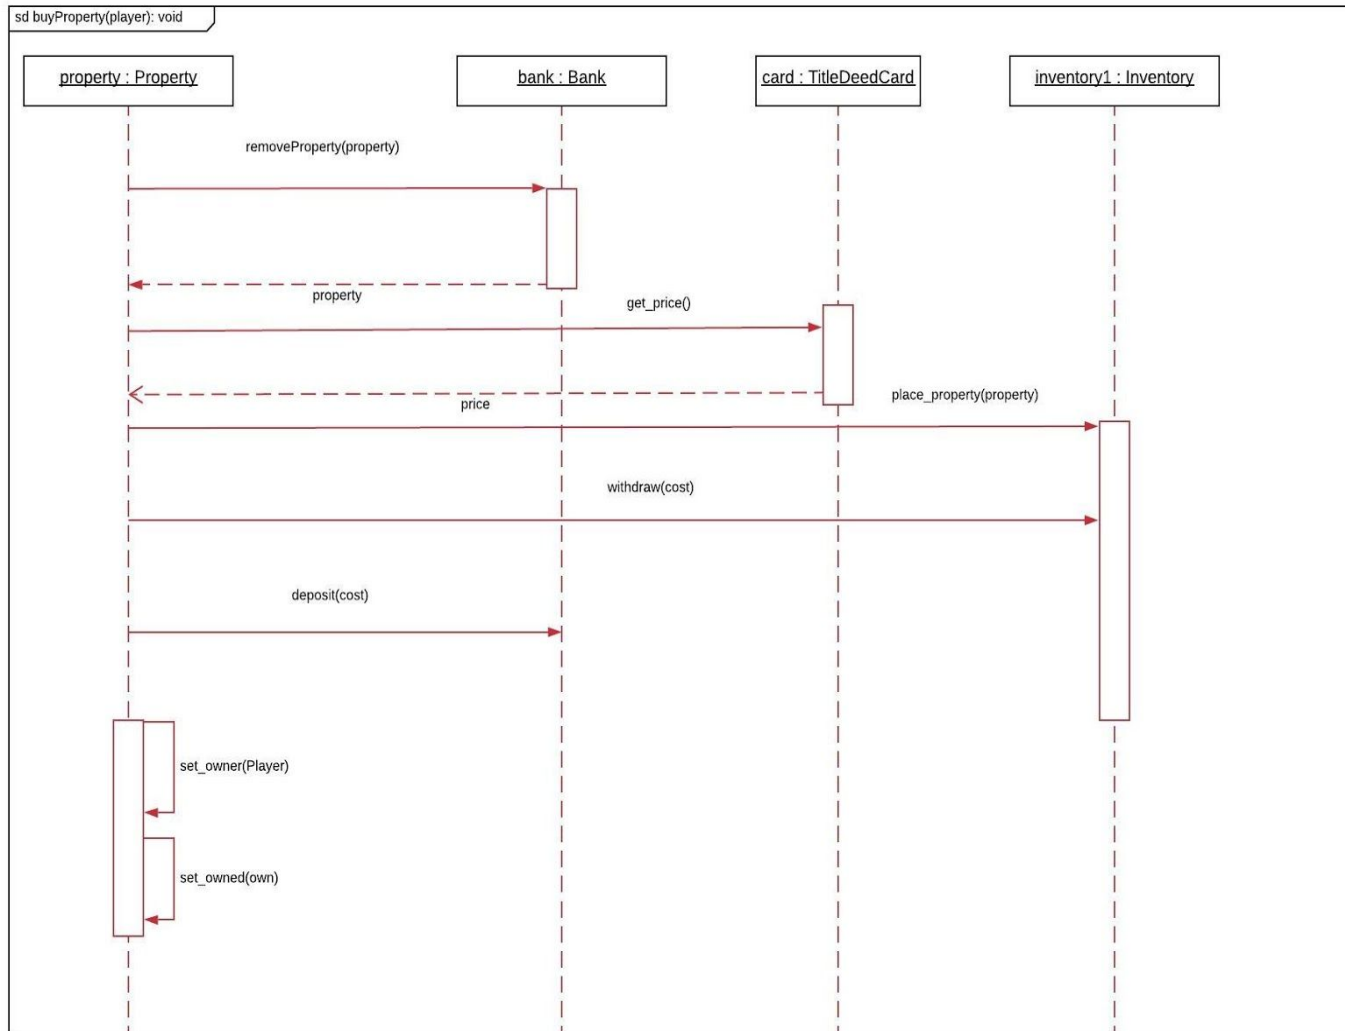 sd buyProperty(player): void
property : Property
bank : Bank
card : TitleDeedCard
inventory1 : Inventory
removeProperty(property)
property
get_price()
price
place_property(property)
withdraw(cost)
deposit(cost)
set_owner(Player)
set_owned(own)